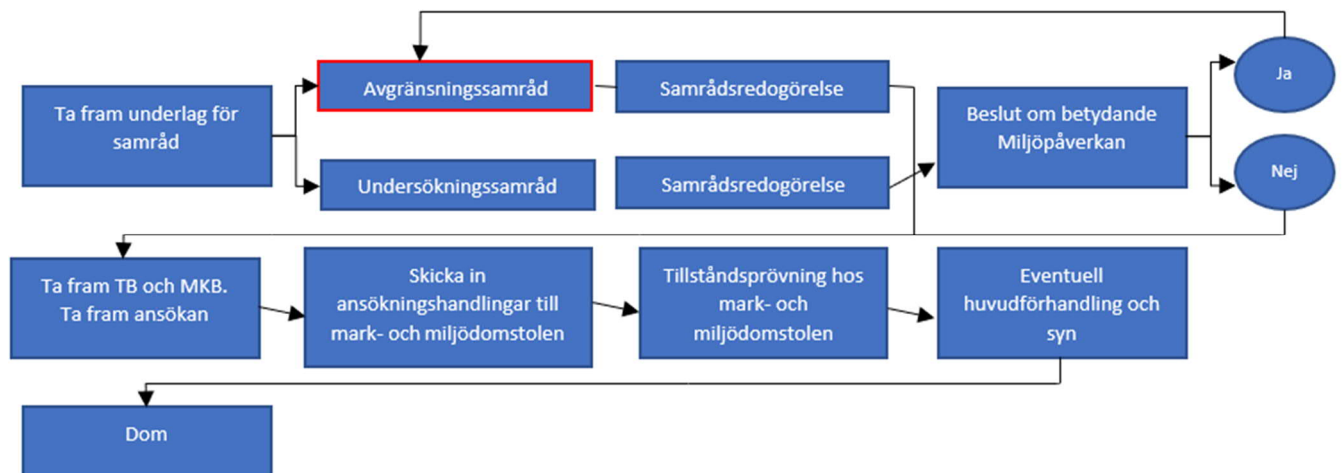 Ta fram underlag för
samråd
Avgränsningssamråd
Samrådsredogörelse
Undersökningssamråd
Samrådsredogörelse
Beslut om betydande
Miljöpåverkan
Ja
Nej
Ta fram TB och MKB.
Ta fram ansökan
Skicka in
ansökningshandlingar till
mark- och miljödomstolen
Tillståndsprövning hos
mark- och
miljödomstolen
Eventuell
huvudförhandling och
syn
Dom